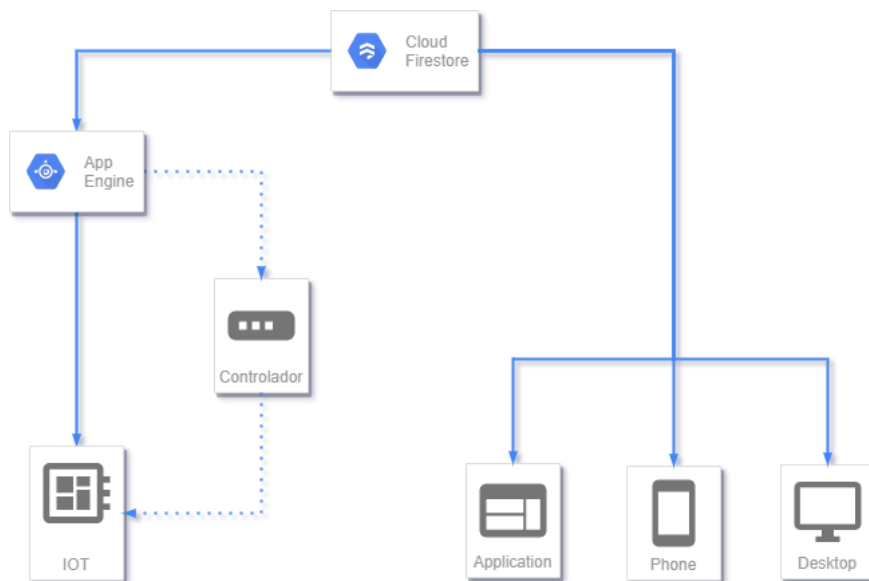 Cloud
Firestore
App
Engine
Controlador
IOT
Application
Phone
Desktop